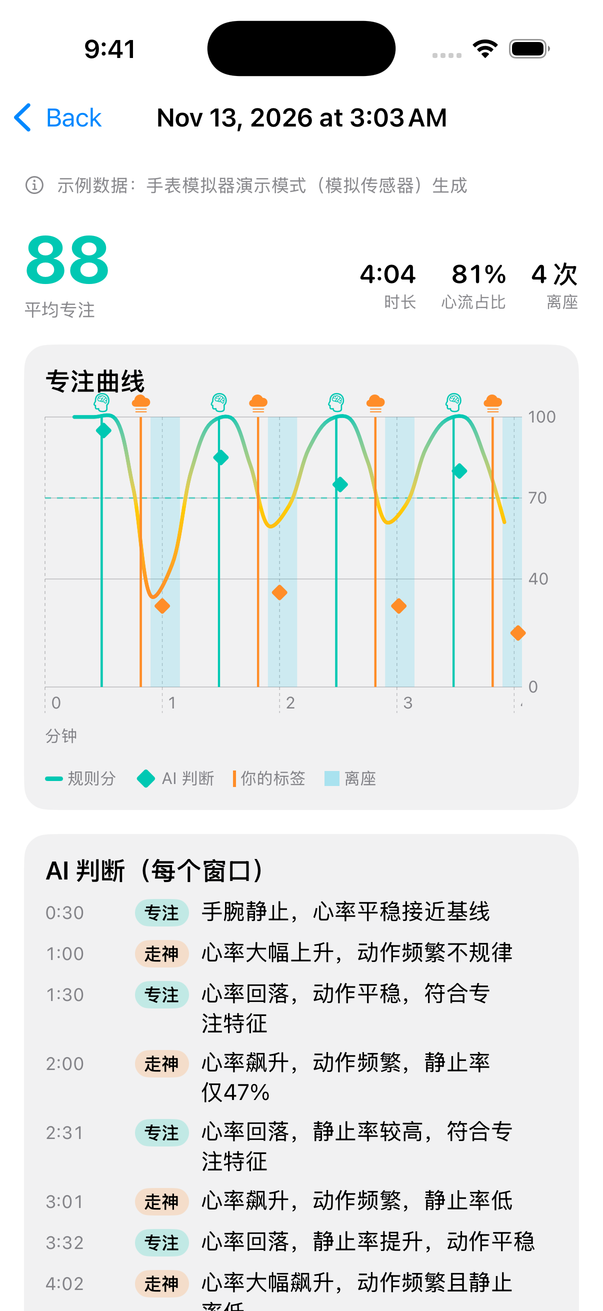 9:41
Back
Nov 13, 2026 at 3:03 AM
示例数据：手表模拟器演示模式（模拟传感器）生成
88
平均专注
4:04
时长
81%
心流占比
4 次
离座
专注曲线
100
70
40
0
0 1 2 3
分钟
规则分 AI 判断 你的标签 离座
AI 判断（每个窗口）
0:30 专注 手腕静止，心率平稳接近基线
1:00 走神 心率大幅上升，动作频繁不规律
1:30 专注 心率回落，动作平稳，符合专
注特征
2:00 走神 心率飙升，动作频繁，静止率
仅47%
2:31 专注 心率回落，静止率较高，符合专
注特征
3:01 走神 心率飙升，动作频繁，静止率低
3:32 专注 心率回落，静止率提升，动作平稳
4:02 走神 心率大幅飙升，动作频繁且静止
率低